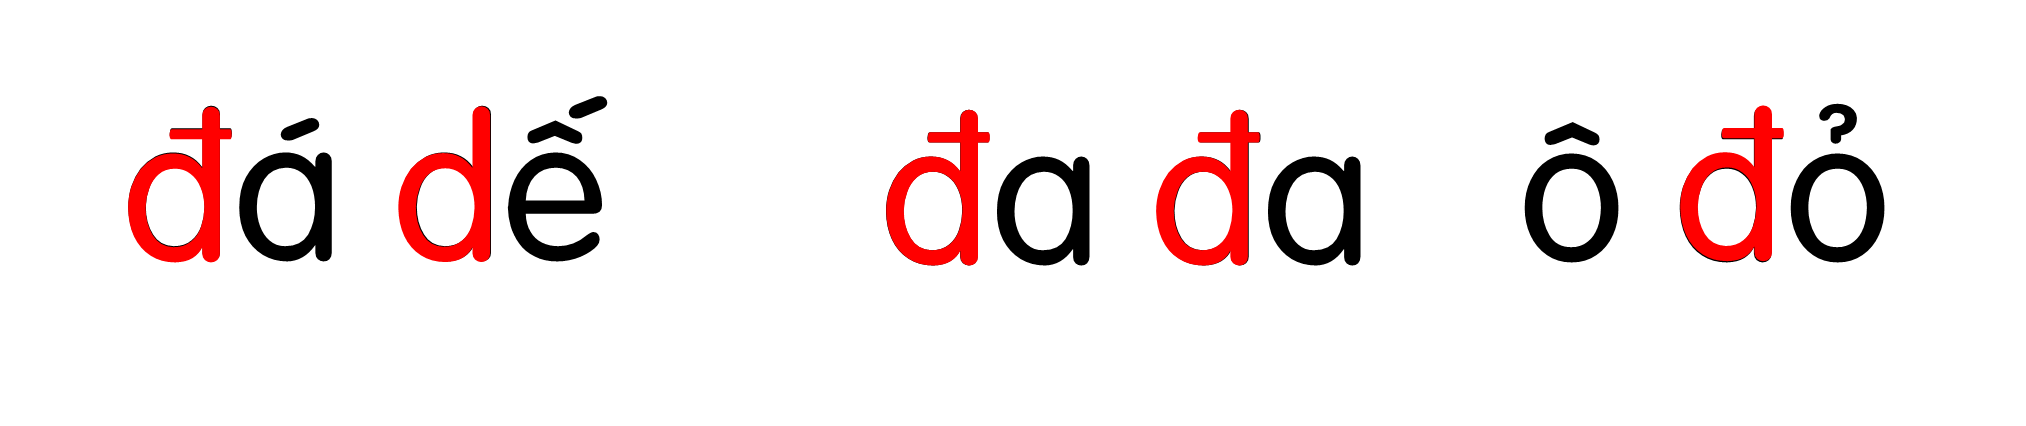 đá dế đa đa ô đỏ